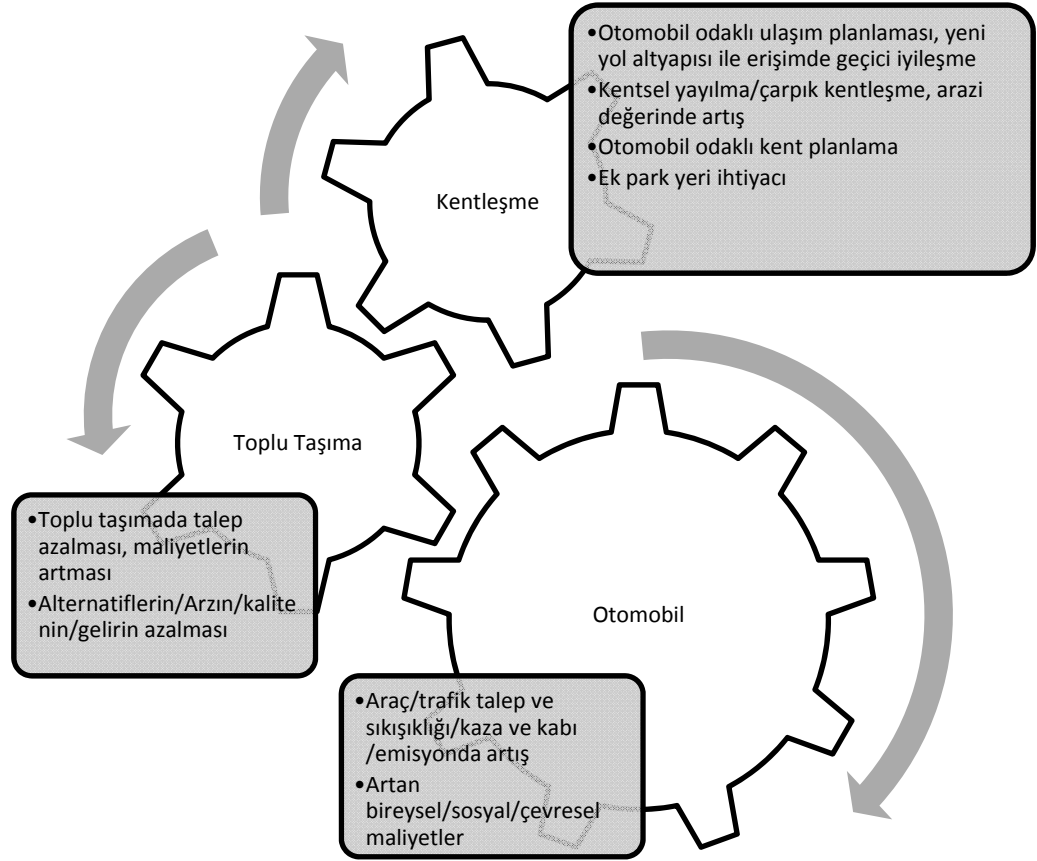 •Otomobil odaklı ulaşım planlaması, yeni
yol altyapısı ile erişimde geçici iyileşme
•Kentsel yayılma/çarpık kentleşme, arazi
değerinde artış
•Otomobil odaklı kent planlama
•Ek park yeri ihtiyacı
Kentleşme
Toplu Taşıma
•Toplu taşımada talep
azalması, maliyetlerin
artması
•Alternatiflerin/Arzın/kalite
nin/gelirin azalması
Otomobil
•Araç/trafik talep ve
sıkışıklığı/kaza ve kabı
/emisyonda artış
•Artan
bireysel/sosyal/çevresel
maliyetler